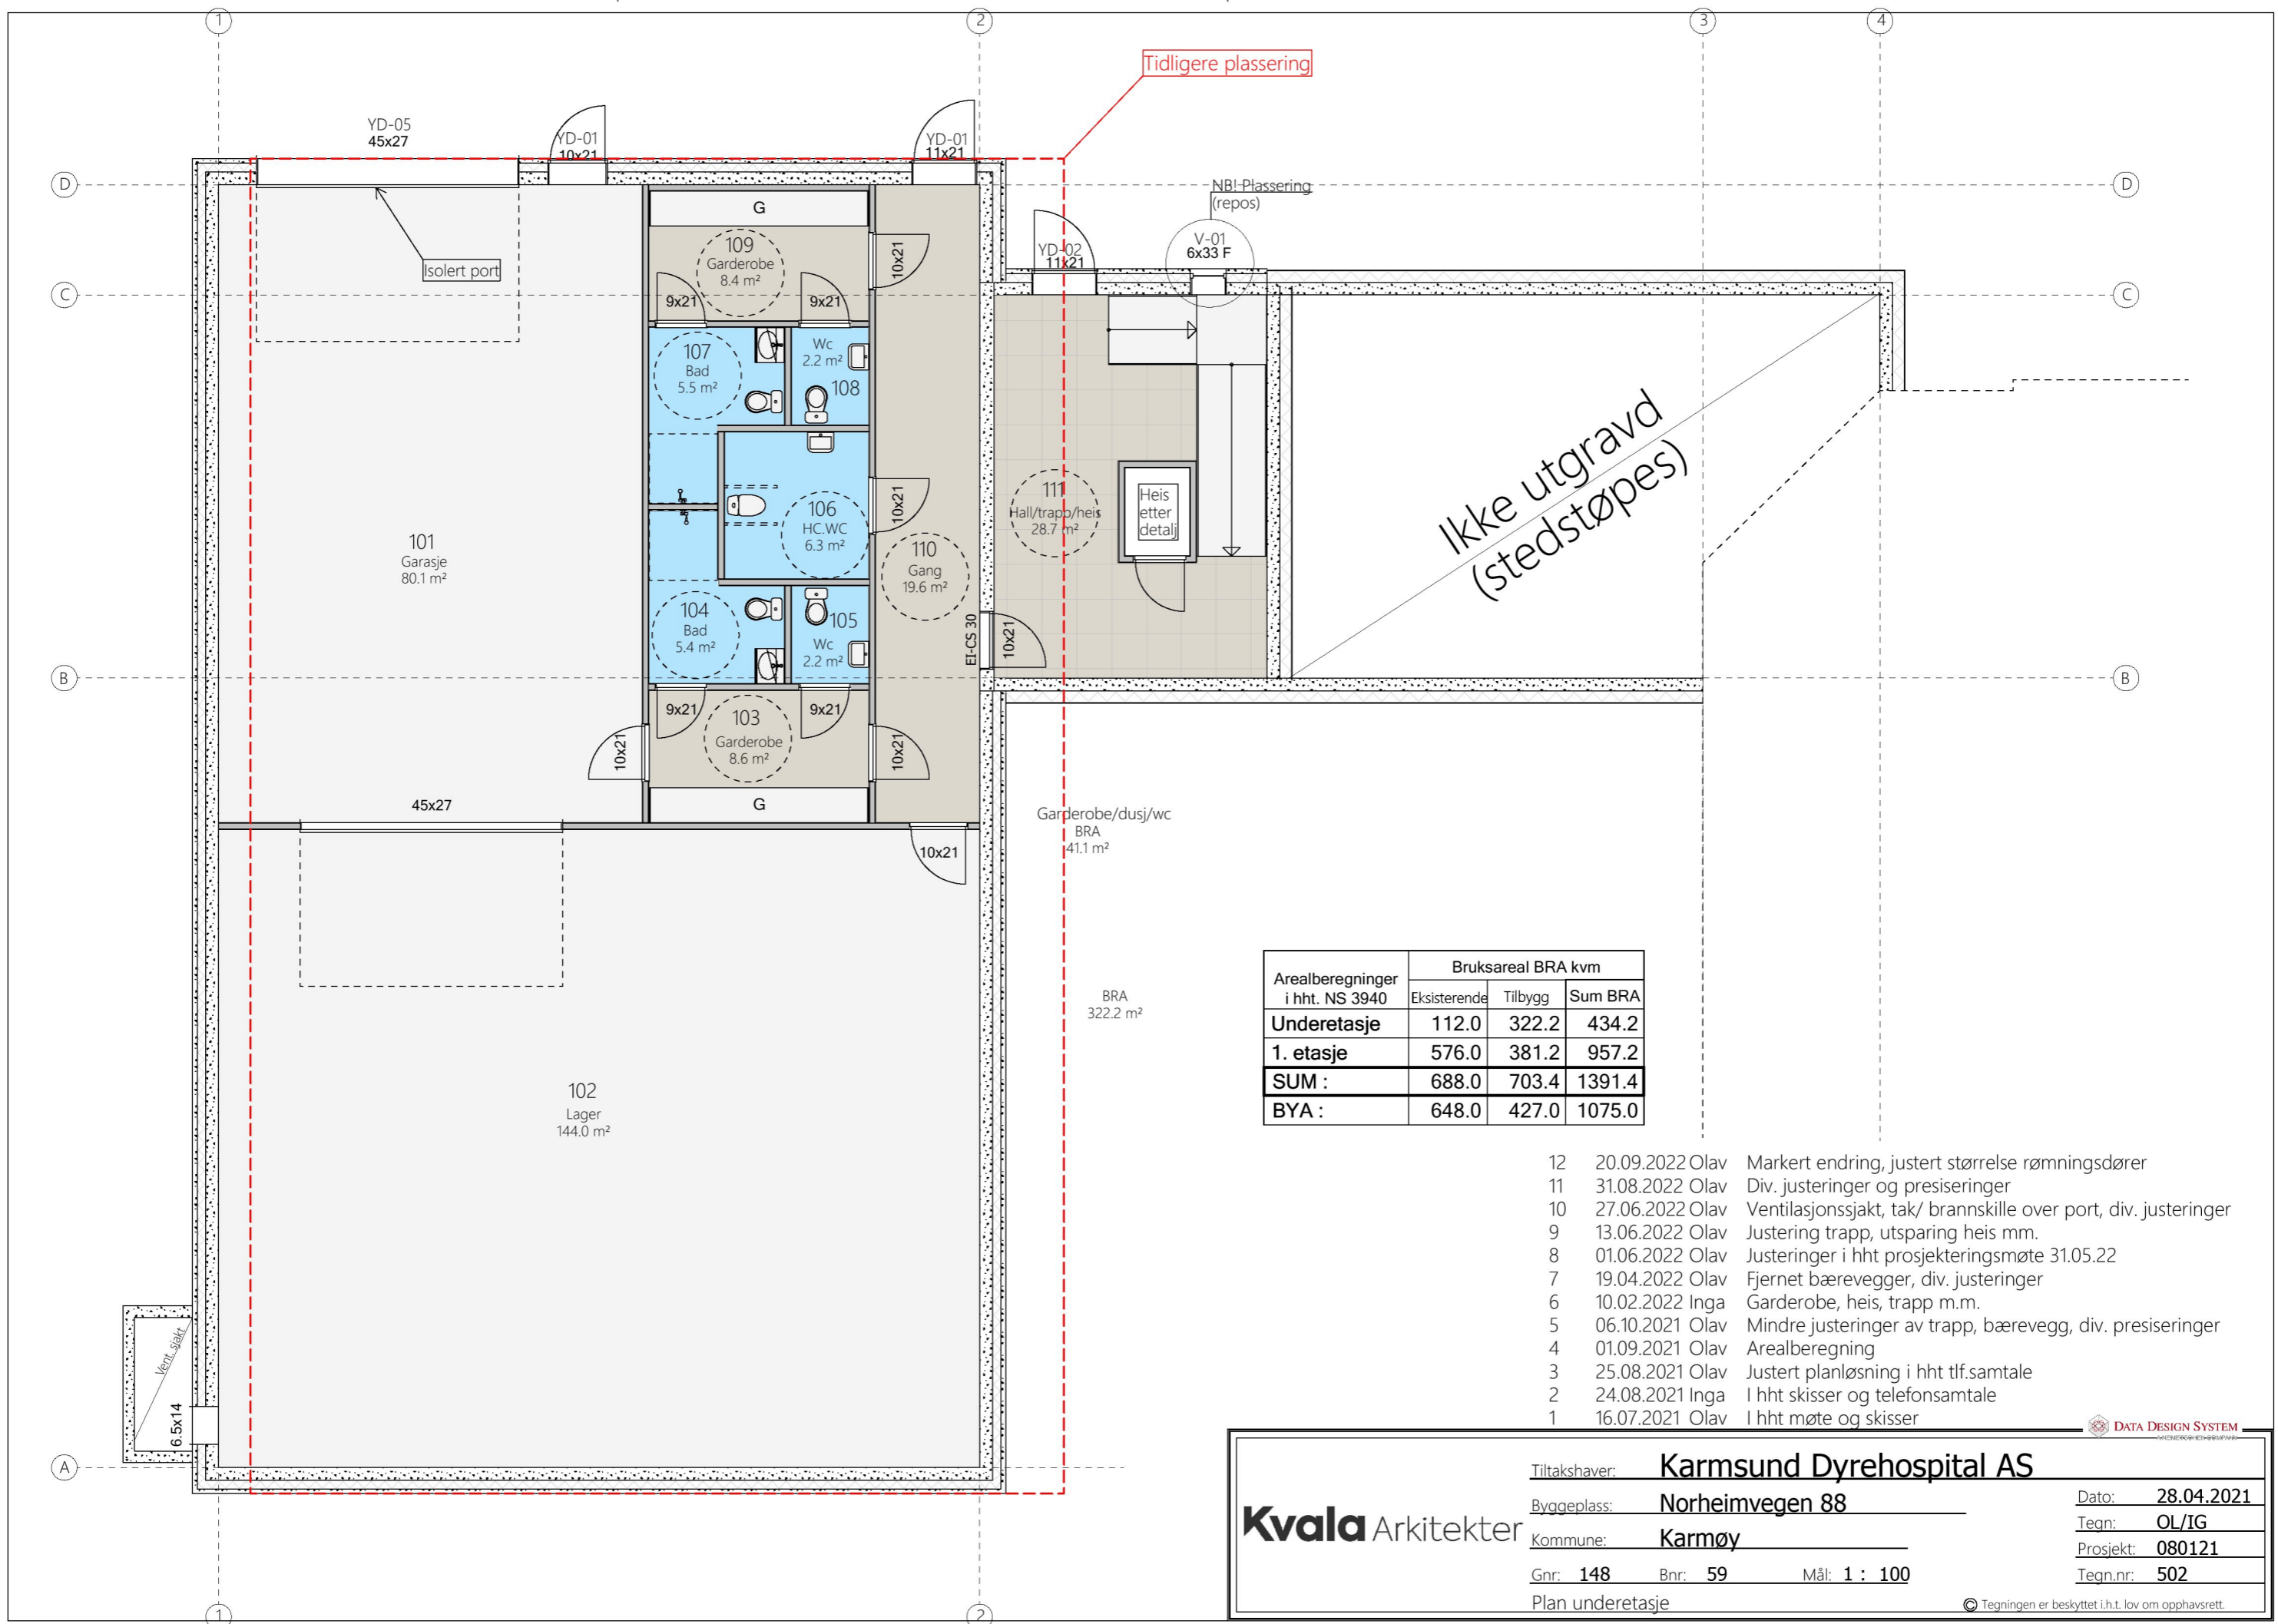 1
2
3
4
Tidligere plassering
YD-05
45x27
YD-01
10x21
YD-01
11x21
D
D
NB! Plassering
(repos)
G
Isolert port
109
Garderobe
8.4 m²
10x21
YD-02
11x21
V-01
6x33 F
C
C
9x21
9x21
107
Bad
5.5 m²
Wc
2.2 m²
108
Ikke utgravd
(stedstøpes)
101
Garasje
80.1 m²
106
HC.WC
6.3 m²
10x21
110
Gang
19.6 m²
111
Hall/trapp/heis
28.7 m²
Heis
etter
detalj
104
Bad
5.4 m²
105
Wc
2.2 m²
EI-CS 30
10x21
B
B
9x21
9x21
103
Garderobe
8.6 m²
10x21
10x21
45x27
G
10x21
Garderobe/dusj/wc
BRA
41.1 m²
BRA
322.2 m²
102
Lager
144.0 m²
Vent. sjakt
6.5x14
A
1
2
Arealberegninger
i hht. NS 3940
Bruksareal BRA kvm
Eksisterende Tilbygg Sum BRA
Underetasje 112.0 322.2 434.2
1. etasje 576.0 381.2 957.2
SUM : 688.0 703.4 1391.4
BYA : 648.0 427.0 1075.0
12 20.09.2022 Olav Markert endring, justert størrelse rømningsdører
11 31.08.2022 Olav Div. justeringer og presiseringer
10 27.06.2022 Olav Ventilasjonssjakt, tak/ brannskille over port, div. justeringer
9 13.06.2022 Olav Justering trapp, utsparing heis mm.
8 01.06.2022 Olav Justeringer i hht prosjekteringsmøte 31.05.22
7 19.04.2022 Olav Fjernet bærevegger, div. justeringer
6 10.02.2022 Inga Garderobe, heis, trapp m.m.
5 06.10.2021 Olav Mindre justeringer av trapp, bærevegg, div. presiseringer
4 01.09.2021 Olav Arealberegning
3 25.08.2021 Olav Justert planløsning i hht tlf.samtale
2 24.08.2021 Inga I hht skisser og telefonsamtale
1 16.07.2021 Olav I hht møte og skisser
DATA DESIGN SYSTEM
Kvala Arkitekter
Tiltakshaver: Karmsund Dyrehospital AS
Byggeplass: Norheimvegen 88
Kommune: Karmøy
Gnr: 148 Bnr: 59 Mål: 1 : 100
Plan underetasje
Dato: 28.04.2021
Tegn: OL/IG
Prosjekt: 080121
Tegn.nr: 502
© Tegningen er beskyttet i.h.t. lov om opphavsrett.